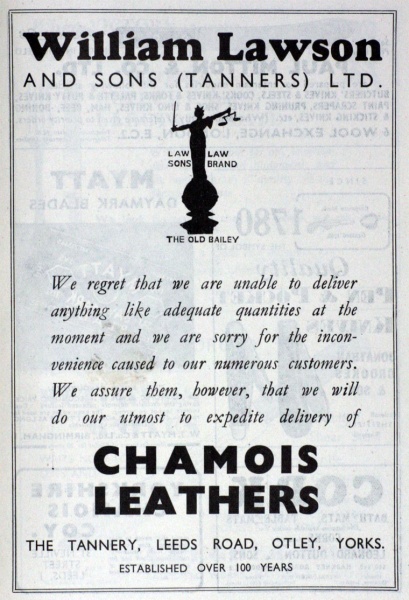 William Lawson
AND SONS (TANNERS) LTD.
LAW LAW
SONS BRAND
THE OLD BAILEY
We regret that we are unable to deliver
anything like adequate quantities at the
moment and we are sorry for the incon-
venience caused to our numerous customers.
We assure them, however, that we will
do our utmost to expedite delivery of
CHAMOIS
LEATHERS
THE TANNERY, LEEDS ROAD, OTLEY, YORKS.
ESTABLISHED OVER 100 YEARS